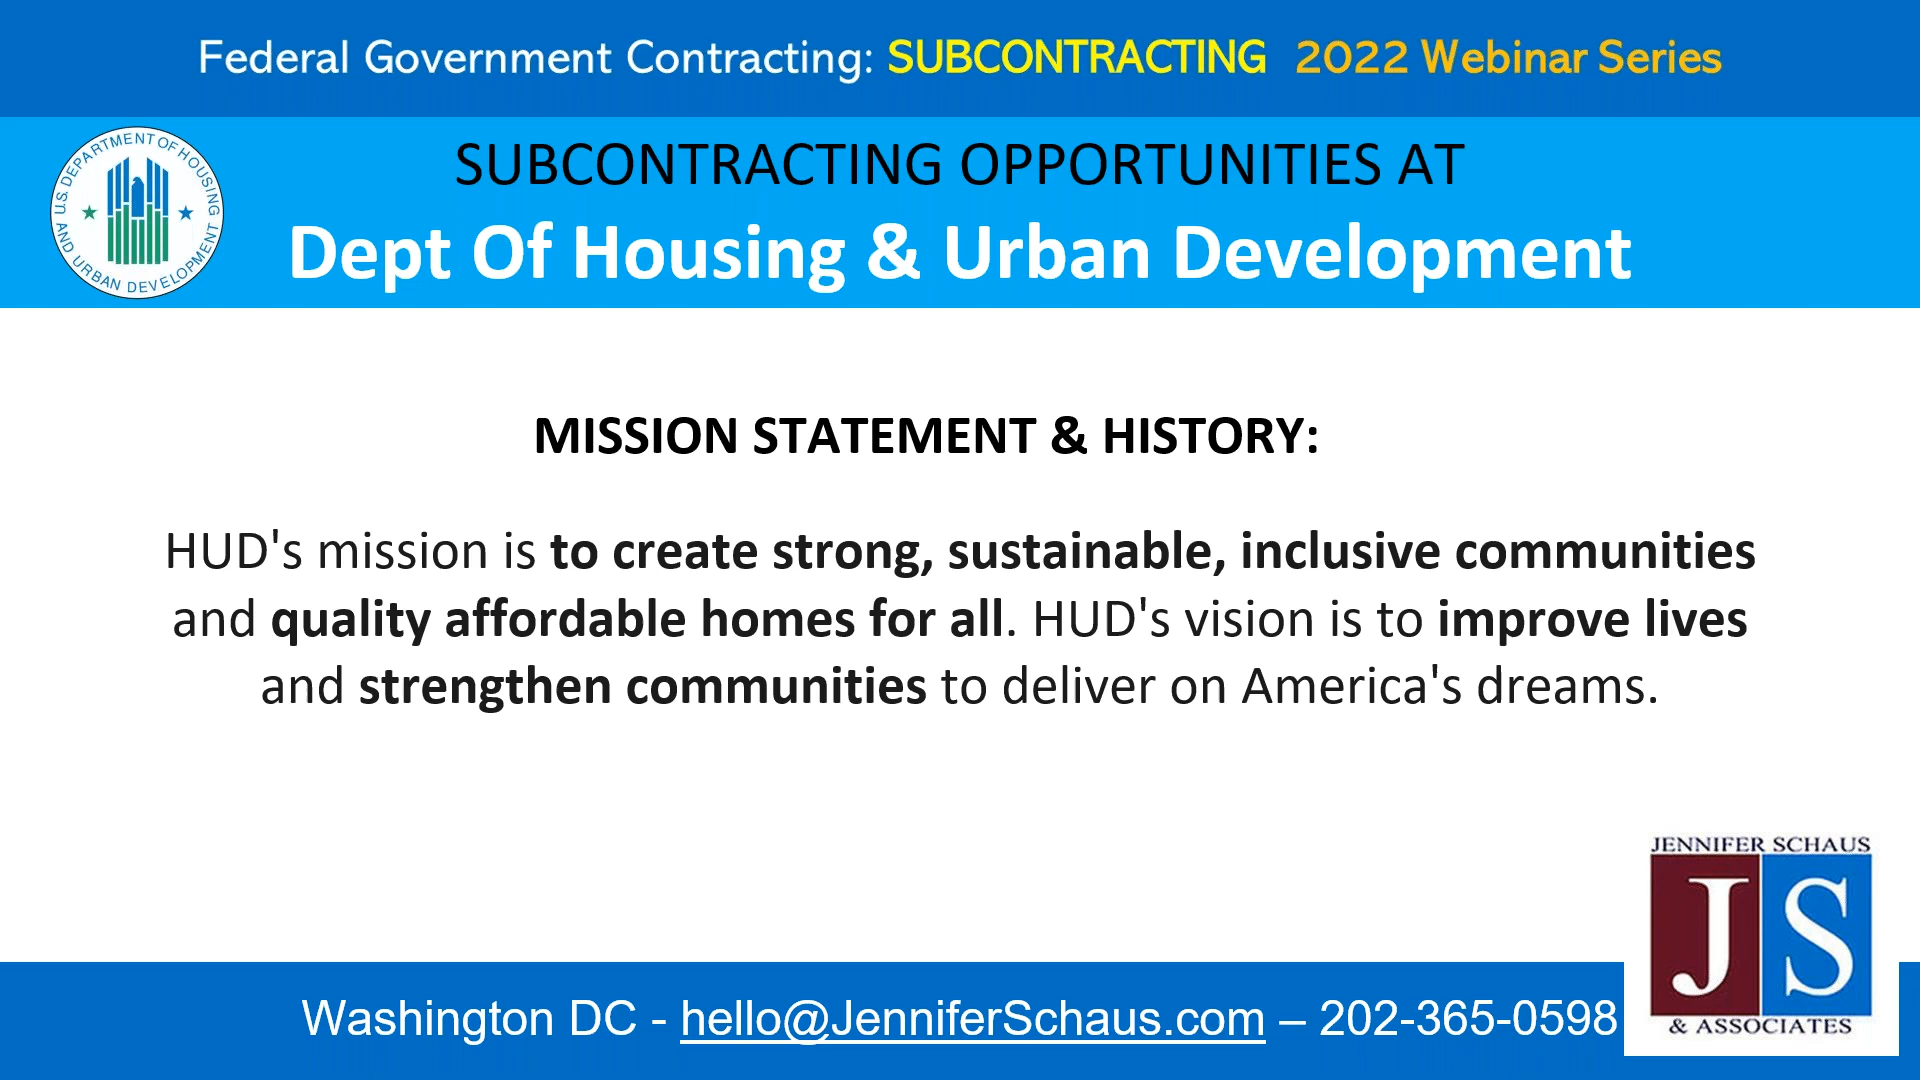 Federal Government Contracting: SUBCONTRACTING 2022 Webinar Series
U.S. DEPARTMENT OF HOUSING AND URBAN DEVELOPMENT
SUBCONTRACTING OPPORTUNITIES AT
Dept Of Housing & Urban Development
MISSION STATEMENT & HISTORY:
HUD's mission is to create strong, sustainable, inclusive communities
and quality affordable homes for all. HUD's vision is to improve lives
and strengthen communities to deliver on America's dreams.
JENNIFER SCHAUS
JS
& ASSOCIATES
Washington DC - hello@JenniferSchaus.com – 202-365-0598